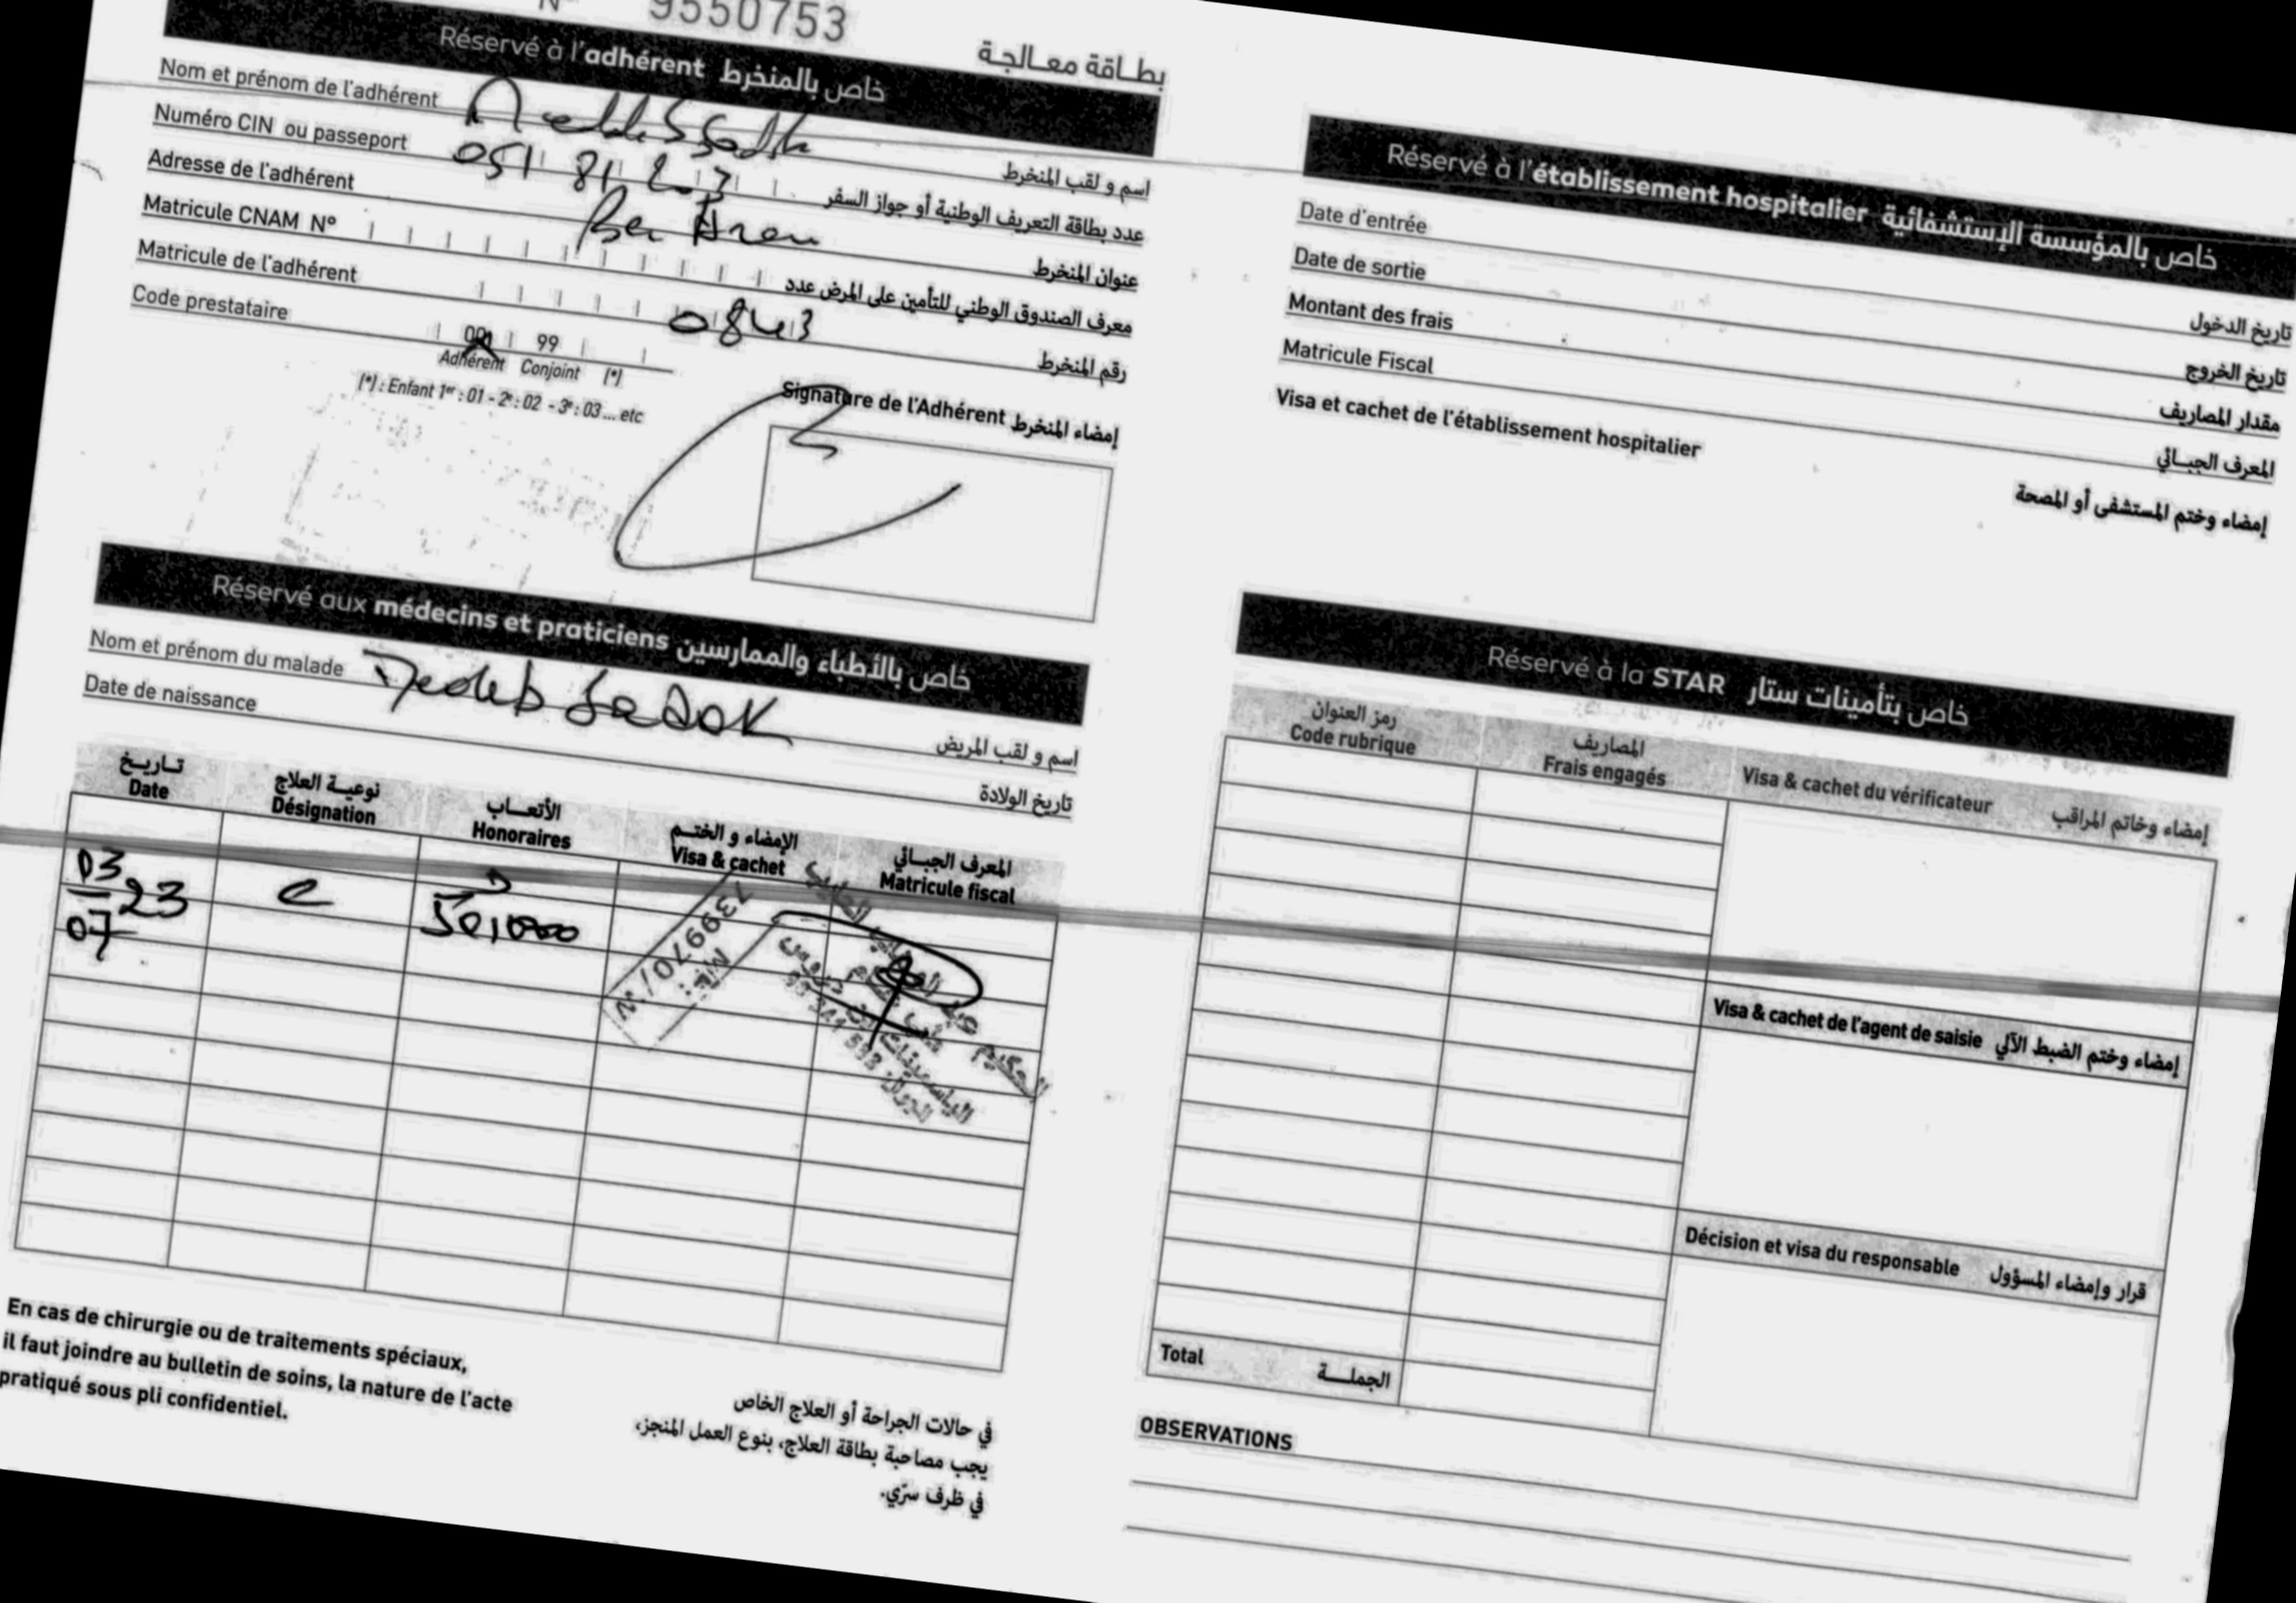 N° 9550753
بطاقة معالجة
Réservé à l'adhérent خاص بالمنخرط
Nom et prénom de l'adhérent اسم و لقب المنخرط
Numéro CIN ou passeport 051 81 عدد بطاقة التعريف الوطنية أو جواز السفر
Adresse de l'adhérent Ben Arou عنوان المنخرط
Matricule CNAM N° معرف الصندوق الوطني للتأمين على المرض عدد
Matricule de l'adhérent 0843 رقم المنخرط
Code prestataire 00 99
Adhérent Conjoint (*)
(*) : Enfant 1er : 01 - 2e : 02 - 3e : 03 ... etc
Signature de l'Adhérent إمضاء المنخرط
Réservé aux médecins et praticiens خاص بالأطباء والممارسين
Nom et prénom du malade Sadok اسم و لقب المريض
Date de naissance تاريخ الولادة
تاريخ نوعية العلاج الأتعاب الإمضاء و الختم المعرف الجبائي
Date Désignation Honoraires Visa & cachet Matricule fiscal
03 07 23 C 50,000
739970/W
M.F:
الحكيم
En cas de chirurgie ou de traitements spéciaux,
il faut joindre au bulletin de soins, la nature de l'acte
pratiqué sous pli confidentiel.
في حالات الجراحة أو العلاج الخاص
يجب مصاحبة بطاقة العلاج، بنوع العمل المنجز،
في ظرف سرّي.
Réservé à l'établissement hospitalier خاص بالمؤسسة الإستشفائية
Date d'entrée تاريخ الدخول
Date de sortie تاريخ الخروج
Montant des frais مقدار المصاريف
Matricule Fiscal المعرف الجبائي
Visa et cachet de l'établissement hospitalier إمضاء وختم المستشفى أو المصحة
Réservé à la STAR خاص بتأمينات ستار
رمز العنوان المصاريف
Code rubrique Frais engagés Visa & cachet du vérificateur إمضاء وخاتم المراقب
Visa & cachet de l'agent de saisie إمضاء وختم الضبط الآلي
Décision et visa du responsable قرار وإمضاء المسؤول
Total الجملة
OBSERVATIONS